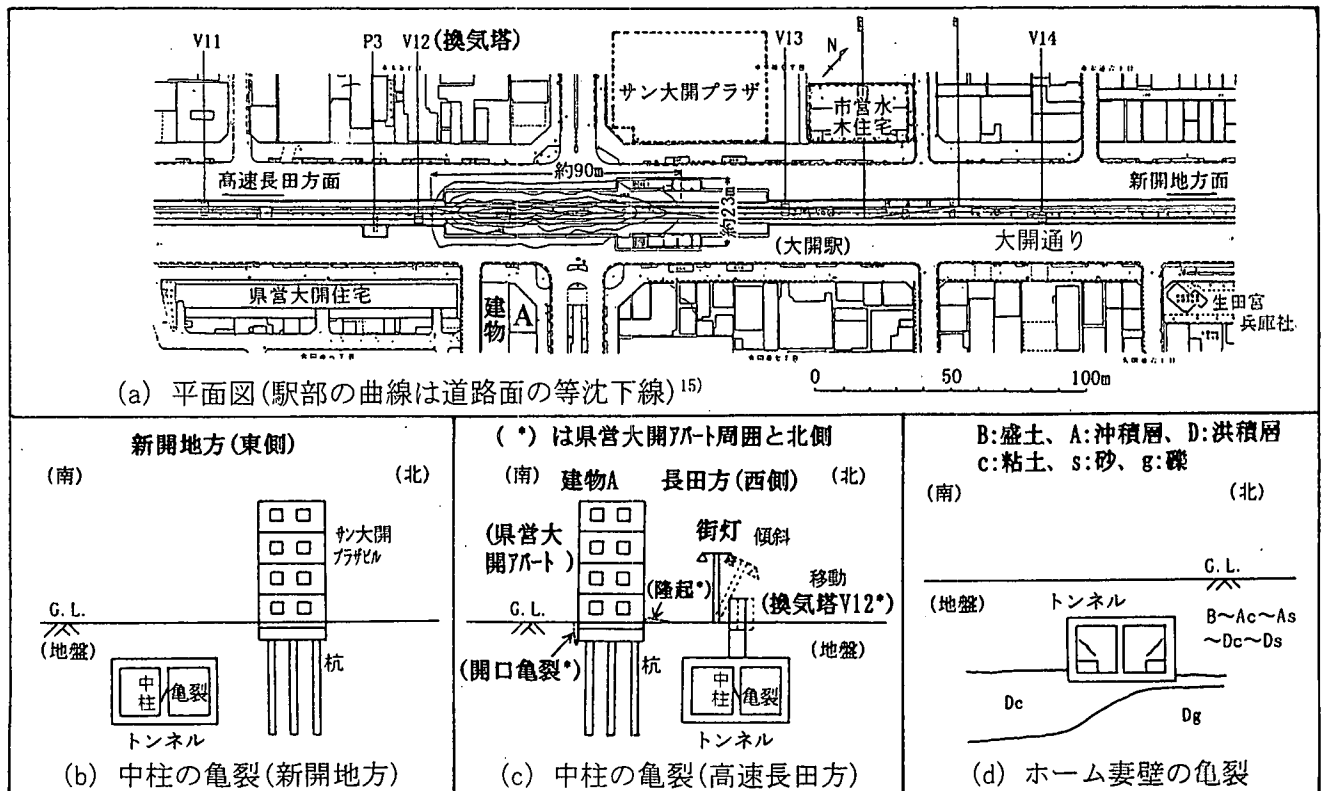 V11
P3
V12(換気塔)
V13
V14
N
サン大開プラザ
市営水
木住宅
高速長田方面
約90m
約23m
新開地方面
(大開駅)
大開通り
県営大開住宅
建物
A
生田宮
兵庫社
(a) 平面図(駅部の曲線は道路面の等沈下線)15)
0 50 100m
新開地方(東側)
(南) (北)
サン大開
プラザビル
G.L.
(地盤)
杭
中柱
亀裂
トンネル
(b) 中柱の亀裂(新開地方)
(*)は県営大開アパート周囲と北側
(南) 建物A 長田方(西側) (北)
(県営大
開アパート)
街灯 傾斜
(隆起*)
移動
(換気塔V12*)
G.L.
(地盤)
(開口亀裂*)
杭
中柱
亀裂
トンネル
(c) 中柱の亀裂(高速長田方)
B:盛土、A:沖積層、D:洪積層
c:粘土、s:砂、g:礫
(南) (北)
G.L.
(地盤)
トンネル
B~Ac~As
~Dc~Ds
Dc
Dg
(d) ホーム妻壁の亀裂